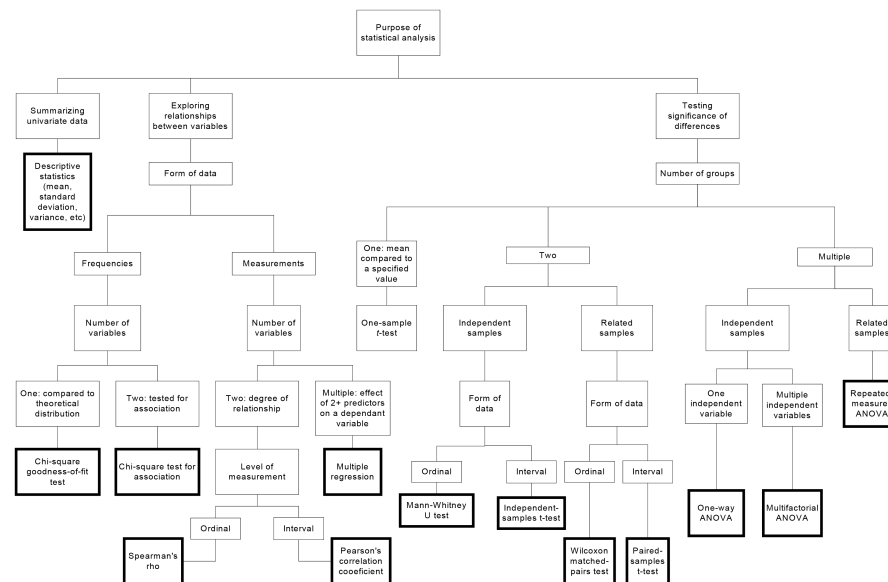 Purpose of
statistical analysis
Summarizing
univariate data
Exploring
relationships
between variables
Testing
significance of
differences
Descriptive
statistics
(mean,
standard
deviation,
variance, etc)
Form of data
Number of groups
Frequencies
Measurements
One: mean
compared to
a specified
value
Two
Multiple
Number of
variables
Number of
variables
One-sample
t-test
Independent
samples
Related
samples
Independent
samples
Related
samples
One: compared to
theoretical
distribution
Two: tested for
association
Two: degree of
relationship
Multiple: effect
of 2+ predictors
on a dependant
variable
Form of
data
Form of data
One
independent
variable
Multiple
independent
variables
Repeated
measures
ANOVA
Chi-square
goodness-of-fit
test
Chi-square test for
association
Level of
measurement
Multiple
regression
Ordinal
Interval
Ordinal
Interval
Mann-Whitney
U test
Independent-
samples t-test
One-way
ANOVA
Multifactorial
ANOVA
Ordinal
Interval
Spearman's
rho
Pearson's
correlation
cooeficient
Wilcoxon
matched-
pairs test
Paired-
samples
t-test